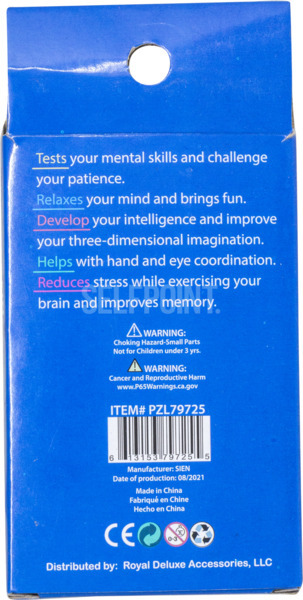 Tests your mental skills and challenge
your patience.
Relaxes your mind and brings fun.
Develop your intelligence and improve
your three-dimensional imagination.
Helps with hand and eye coordination.
Reduces stress while exercising your
brain and improves memory.
SELFPOINT.
WARNING:
Choking Hazard-Small Parts
Not for Children under 3 yrs.
WARNING:
Cancer and Reproductive Harm
www.P65Warnings.ca.gov
ITEM# PZL79725
6 13153 79725 5
Manufacturer: SIEN
Date of production: 08/2021
Made in China
Fabriqué en Chine
Hecho en China
CE 0-3
Distributed by: Royal Deluxe Accessories, LLC